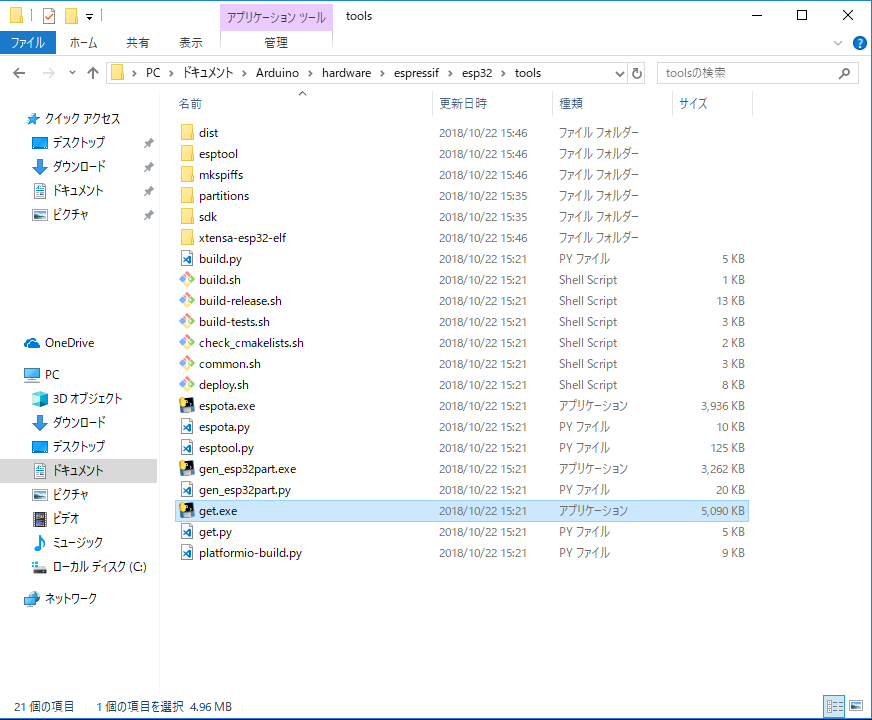 アプリケーション ツール tools
ファイル ホーム 共有 表示 管理
PC › ドキュメント › Arduino › hardware › espressif › esp32 › tools toolsの検索
名前 更新日時 種類 サイズ
クイック アクセス
デスクトップ
ダウンロード
ドキュメント
ピクチャ
OneDrive
PC
3D オブジェクト
ダウンロード
デスクトップ
ドキュメント
ピクチャ
ビデオ
ミュージック
ローカル ディスク (C:)
ネットワーク
dist 2018/10/22 15:46 ファイル フォルダー
esptool 2018/10/22 15:46 ファイル フォルダー
mkspiffs 2018/10/22 15:46 ファイル フォルダー
partitions 2018/10/22 15:35 ファイル フォルダー
sdk 2018/10/22 15:35 ファイル フォルダー
xtensa-esp32-elf 2018/10/22 15:46 ファイル フォルダー
build.py 2018/10/22 15:21 PY ファイル 5 KB
build.sh 2018/10/22 15:21 Shell Script 1 KB
build-release.sh 2018/10/22 15:21 Shell Script 13 KB
build-tests.sh 2018/10/22 15:21 Shell Script 3 KB
check_cmakelists.sh 2018/10/22 15:21 Shell Script 2 KB
common.sh 2018/10/22 15:21 Shell Script 3 KB
deploy.sh 2018/10/22 15:21 Shell Script 8 KB
espota.exe 2018/10/22 15:21 アプリケーション 3,936 KB
espota.py 2018/10/22 15:21 PY ファイル 10 KB
esptool.py 2018/10/22 15:21 PY ファイル 125 KB
gen_esp32part.exe 2018/10/22 15:21 アプリケーション 3,262 KB
gen_esp32part.py 2018/10/22 15:21 PY ファイル 20 KB
get.exe 2018/10/22 15:21 アプリケーション 5,090 KB
get.py 2018/10/22 15:21 PY ファイル 5 KB
platformio-build.py 2018/10/22 15:21 PY ファイル 9 KB
21 個の項目 1 個の項目を選択 4.96 MB